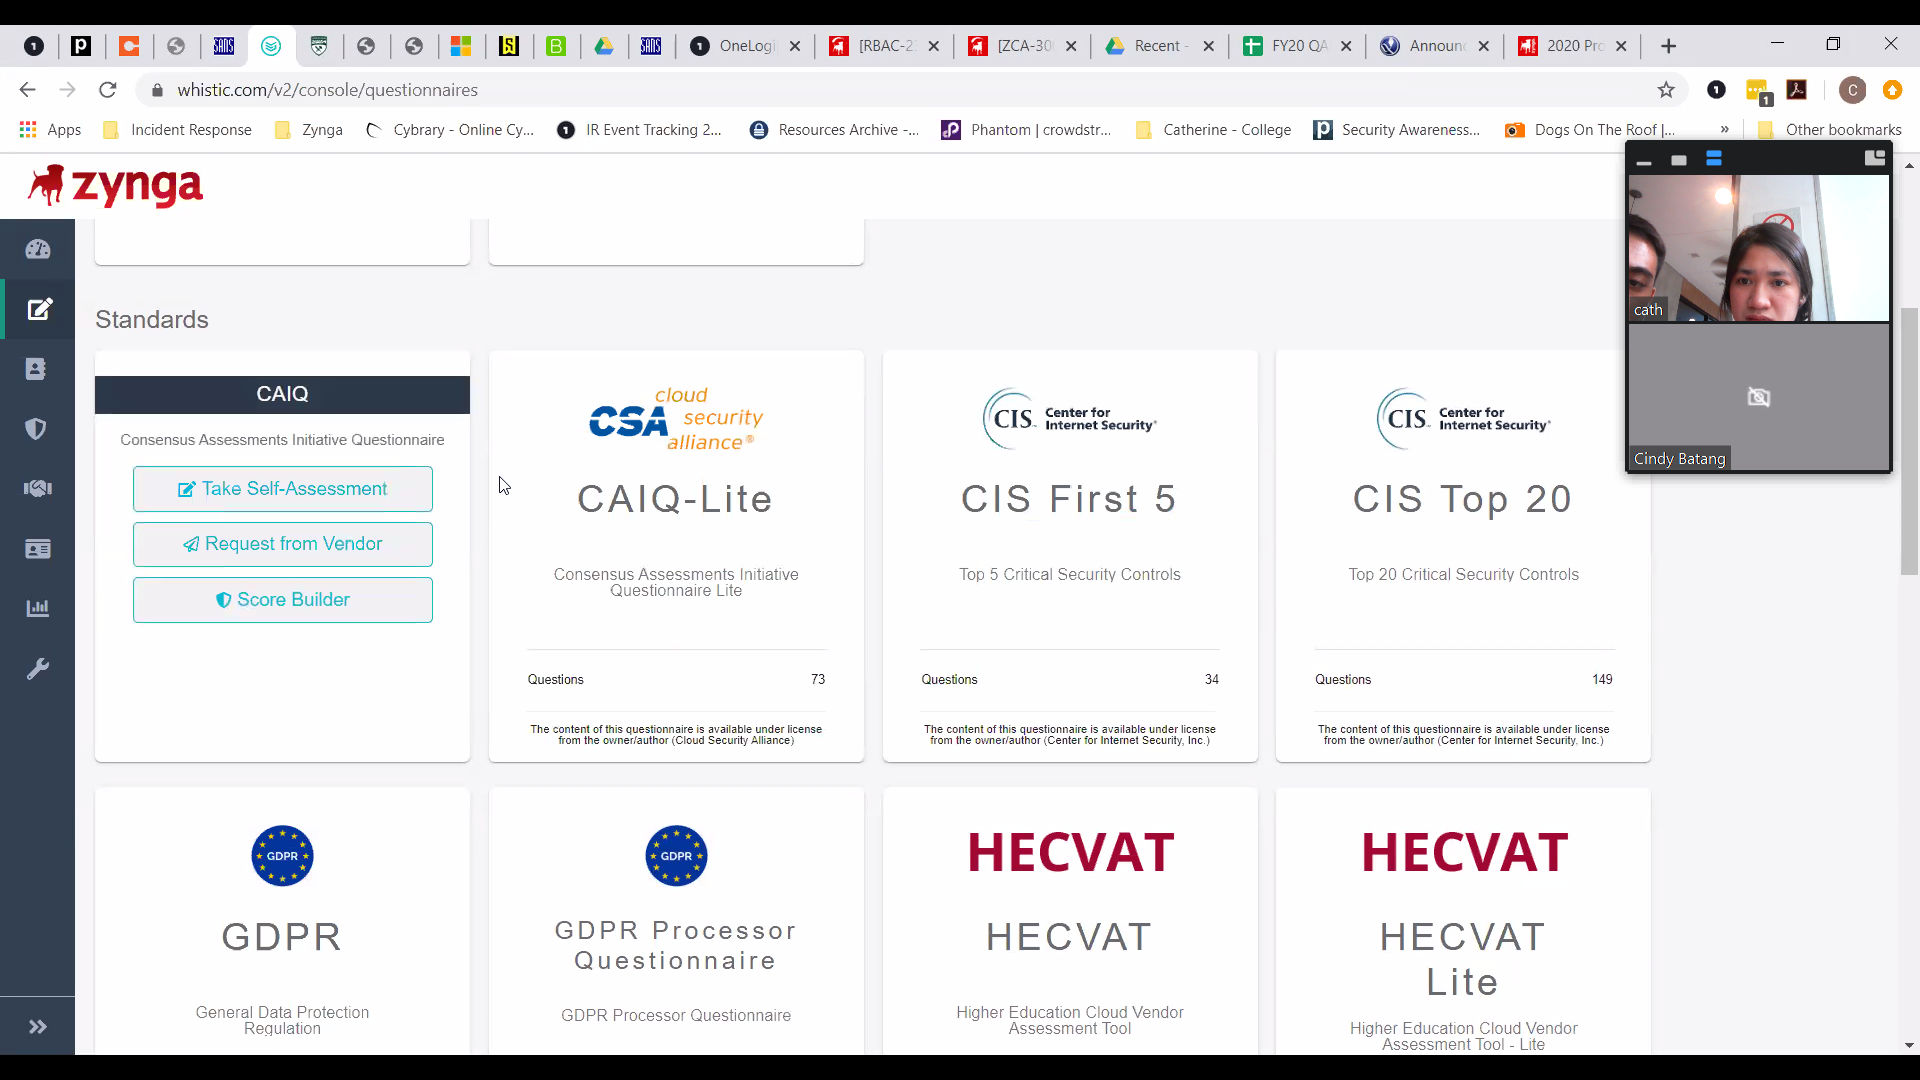 OneLogi
[RBAC-23
[ZCA-30
Recent -
FY20 QA
Announ
2020 Pro
whistic.com/v2/console/questionnaires
1
C
Apps
Incident Response
Zynga
Cybrary - Online Cy...
IR Event Tracking 2...
Resources Archive -...
Phantom | crowdstr...
Catherine - College
Security Awareness...
Dogs On The Roof |...
»
Other bookmarks
zynga
cath
Cindy Batang
Standards
CAIQ
Consensus Assessments Initiative Questionnaire
Take Self-Assessment
Request from Vendor
Score Builder
CSA cloud security alliance®
CAIQ-Lite
Consensus Assessments Initiative
Questionnaire Lite
Questions 73
The content of this questionnaire is available under license
from the owner/author (Cloud Security Alliance)
CIS Center for
Internet Security®
CIS First 5
Top 5 Critical Security Controls
Questions 34
The content of this questionnaire is available under license
from the owner/author (Center for Internet Security, Inc.)
CIS Center for
Internet Security®
CIS Top 20
Top 20 Critical Security Controls
Questions 149
The content of this questionnaire is available under license
from the owner/author (Center for Internet Security, Inc.)
GDPR
GDPR
General Data Protection
Regulation
GDPR
GDPR Processor
Questionnaire
GDPR Processor Questionnaire
HECVAT
HECVAT
Higher Education Cloud Vendor
Assessment Tool
HECVAT
HECVAT
Lite
Higher Education Cloud Vendor
Assessment Tool - Lite